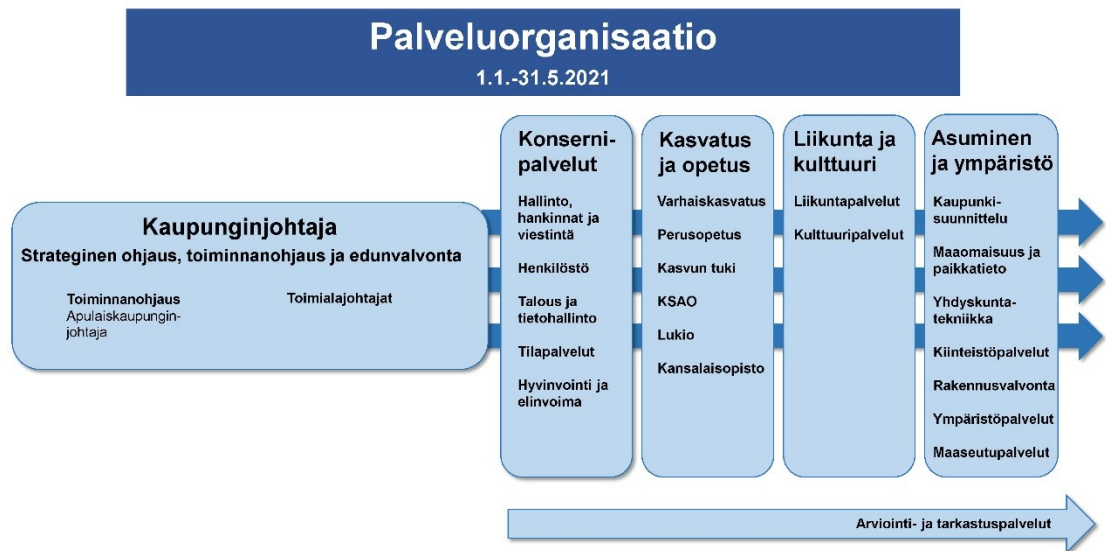 Palveluorganisaatio
1.1.-31.5.2021
Kaupunginjohtaja
Strateginen ohjaus, toiminnanohjaus ja edunvalvonta
Toiminnanohjaus
Apulaiskaupungin-
johtaja
Toimialajohtajat
Konserni-
palvelut
Hallinto,
hankinnat ja
viestintä
Henkilöstö
Talous ja
tietohallinto
Tilapalvelut
Hyvinvointi ja
elinvoima
Kasvatus
ja opetus
Varhaiskasvatus
Perusopetus
Kasvun tuki
KSAO
Lukio
Kansalaisopisto
Liikunta ja
kulttuuri
Liikuntapalvelut
Kulttuuripalvelut
Asuminen
ja ympäristö
Kaupunki-
suunnittelu
Maaomaisuus ja
paikkatieto
Yhdyskunta-
tekniikka
Kiinteistöpalvelut
Rakennusvalvonta
Ympäristöpalvelut
Maaseutupalvelut
Arviointi- ja tarkastuspalvelut